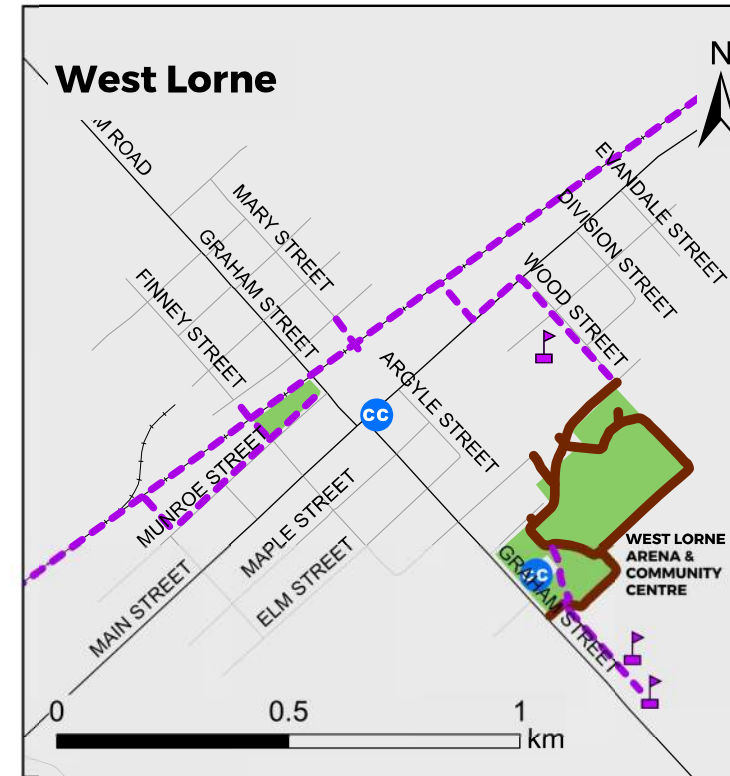 West Lorne
N
M ROAD
EVANDALE STREET
DIVISION STREET
MARY STREET
GRAHAM STREET
WOOD STREET
FINNEY STREET
ARGYLE STREET
cc
MUNROE STREET
MAPLE STREET
ELM STREET
MAIN STREET
WEST LORNE
ARENA &
COMMUNITY
CENTRE
cc
GRAHAM STREET
0 0.5 1
km